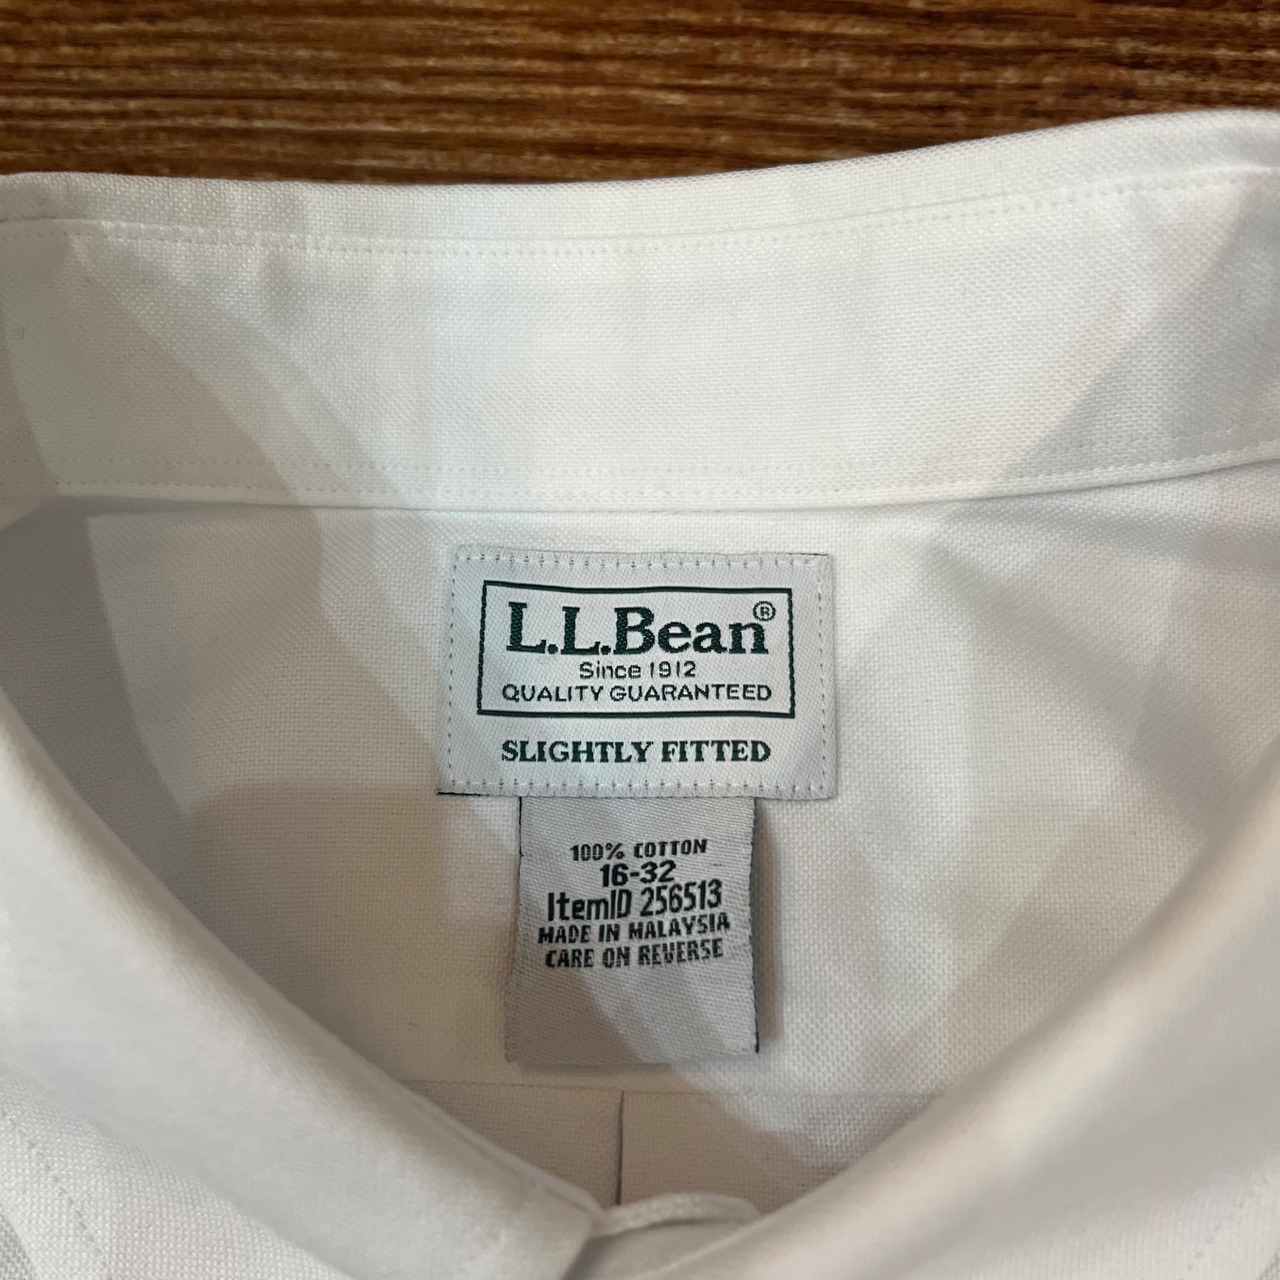 L.L.Bean®
Since 1912
QUALITY GUARANTEED
SLIGHTLY FITTED
100% COTTON
16-32
ItemID 256513
MADE IN MALAYSIA
CARE ON REVERSE